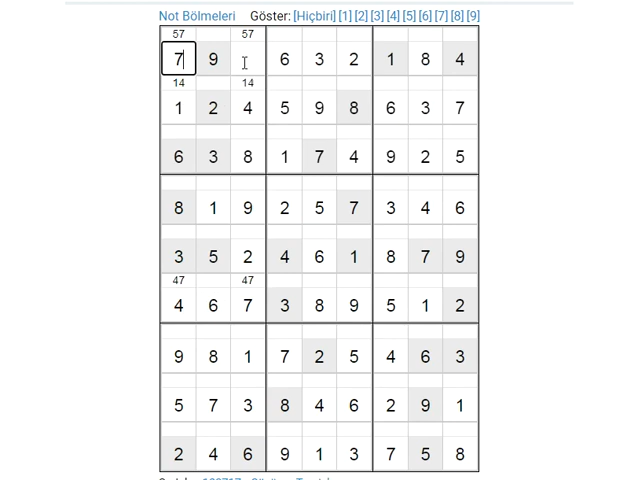 Not Bölmeleri Göster: [Hiçbiri] [1] [2] [3] [4] [5] [6] [7] [8] [9]
57 57
7 9 6 3 2 1 8 4
14 14
1 2 4 5 9 8 6 3 7
6 3 8 1 7 4 9 2 5
8 1 9 2 5 7 3 4 6
3 5 2 4 6 1 8 7 9
47 47
4 6 7 3 8 9 5 1 2
9 8 1 7 2 5 4 6 3
5 7 3 8 4 6 2 9 1
2 4 6 9 1 3 7 5 8